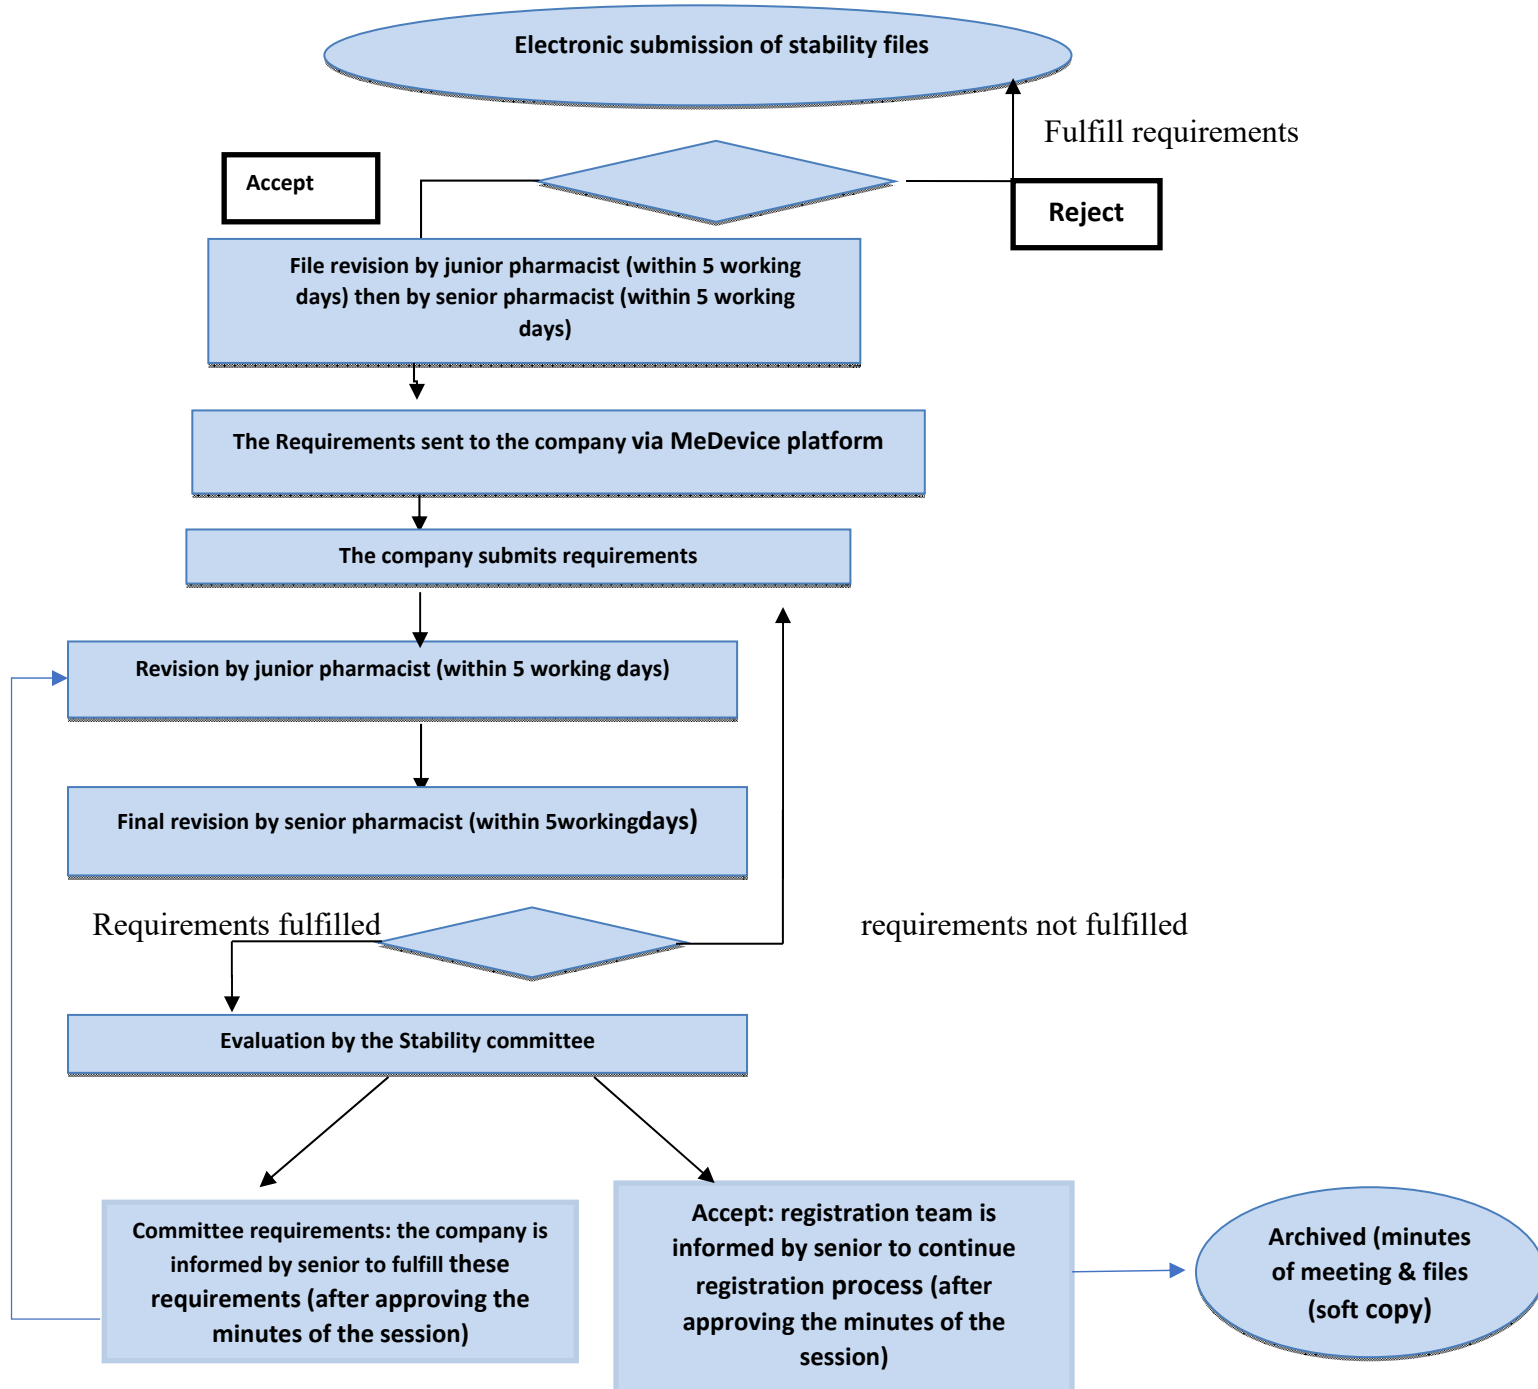 Electronic submission of stability files
Fulfill requirements
Accept
Reject
File revision by junior pharmacist (within 5 working
days) then by senior pharmacist (within 5 working
days)
The Requirements sent to the company via MeDevice platform
The company submits requirements
Revision by junior pharmacist (within 5 working days)
Final revision by senior pharmacist (within 5workingdays)
Requirements fulfilled
requirements not fulfilled
Evaluation by the Stability committee
Committee requirements: the company is
informed by senior to fulfill these
requirements (after approving the
minutes of the session)
Accept: registration team is
informed by senior to continue
registration process (after
approving the minutes of the
session)
Archived (minutes
of meeting & files
(soft copy)